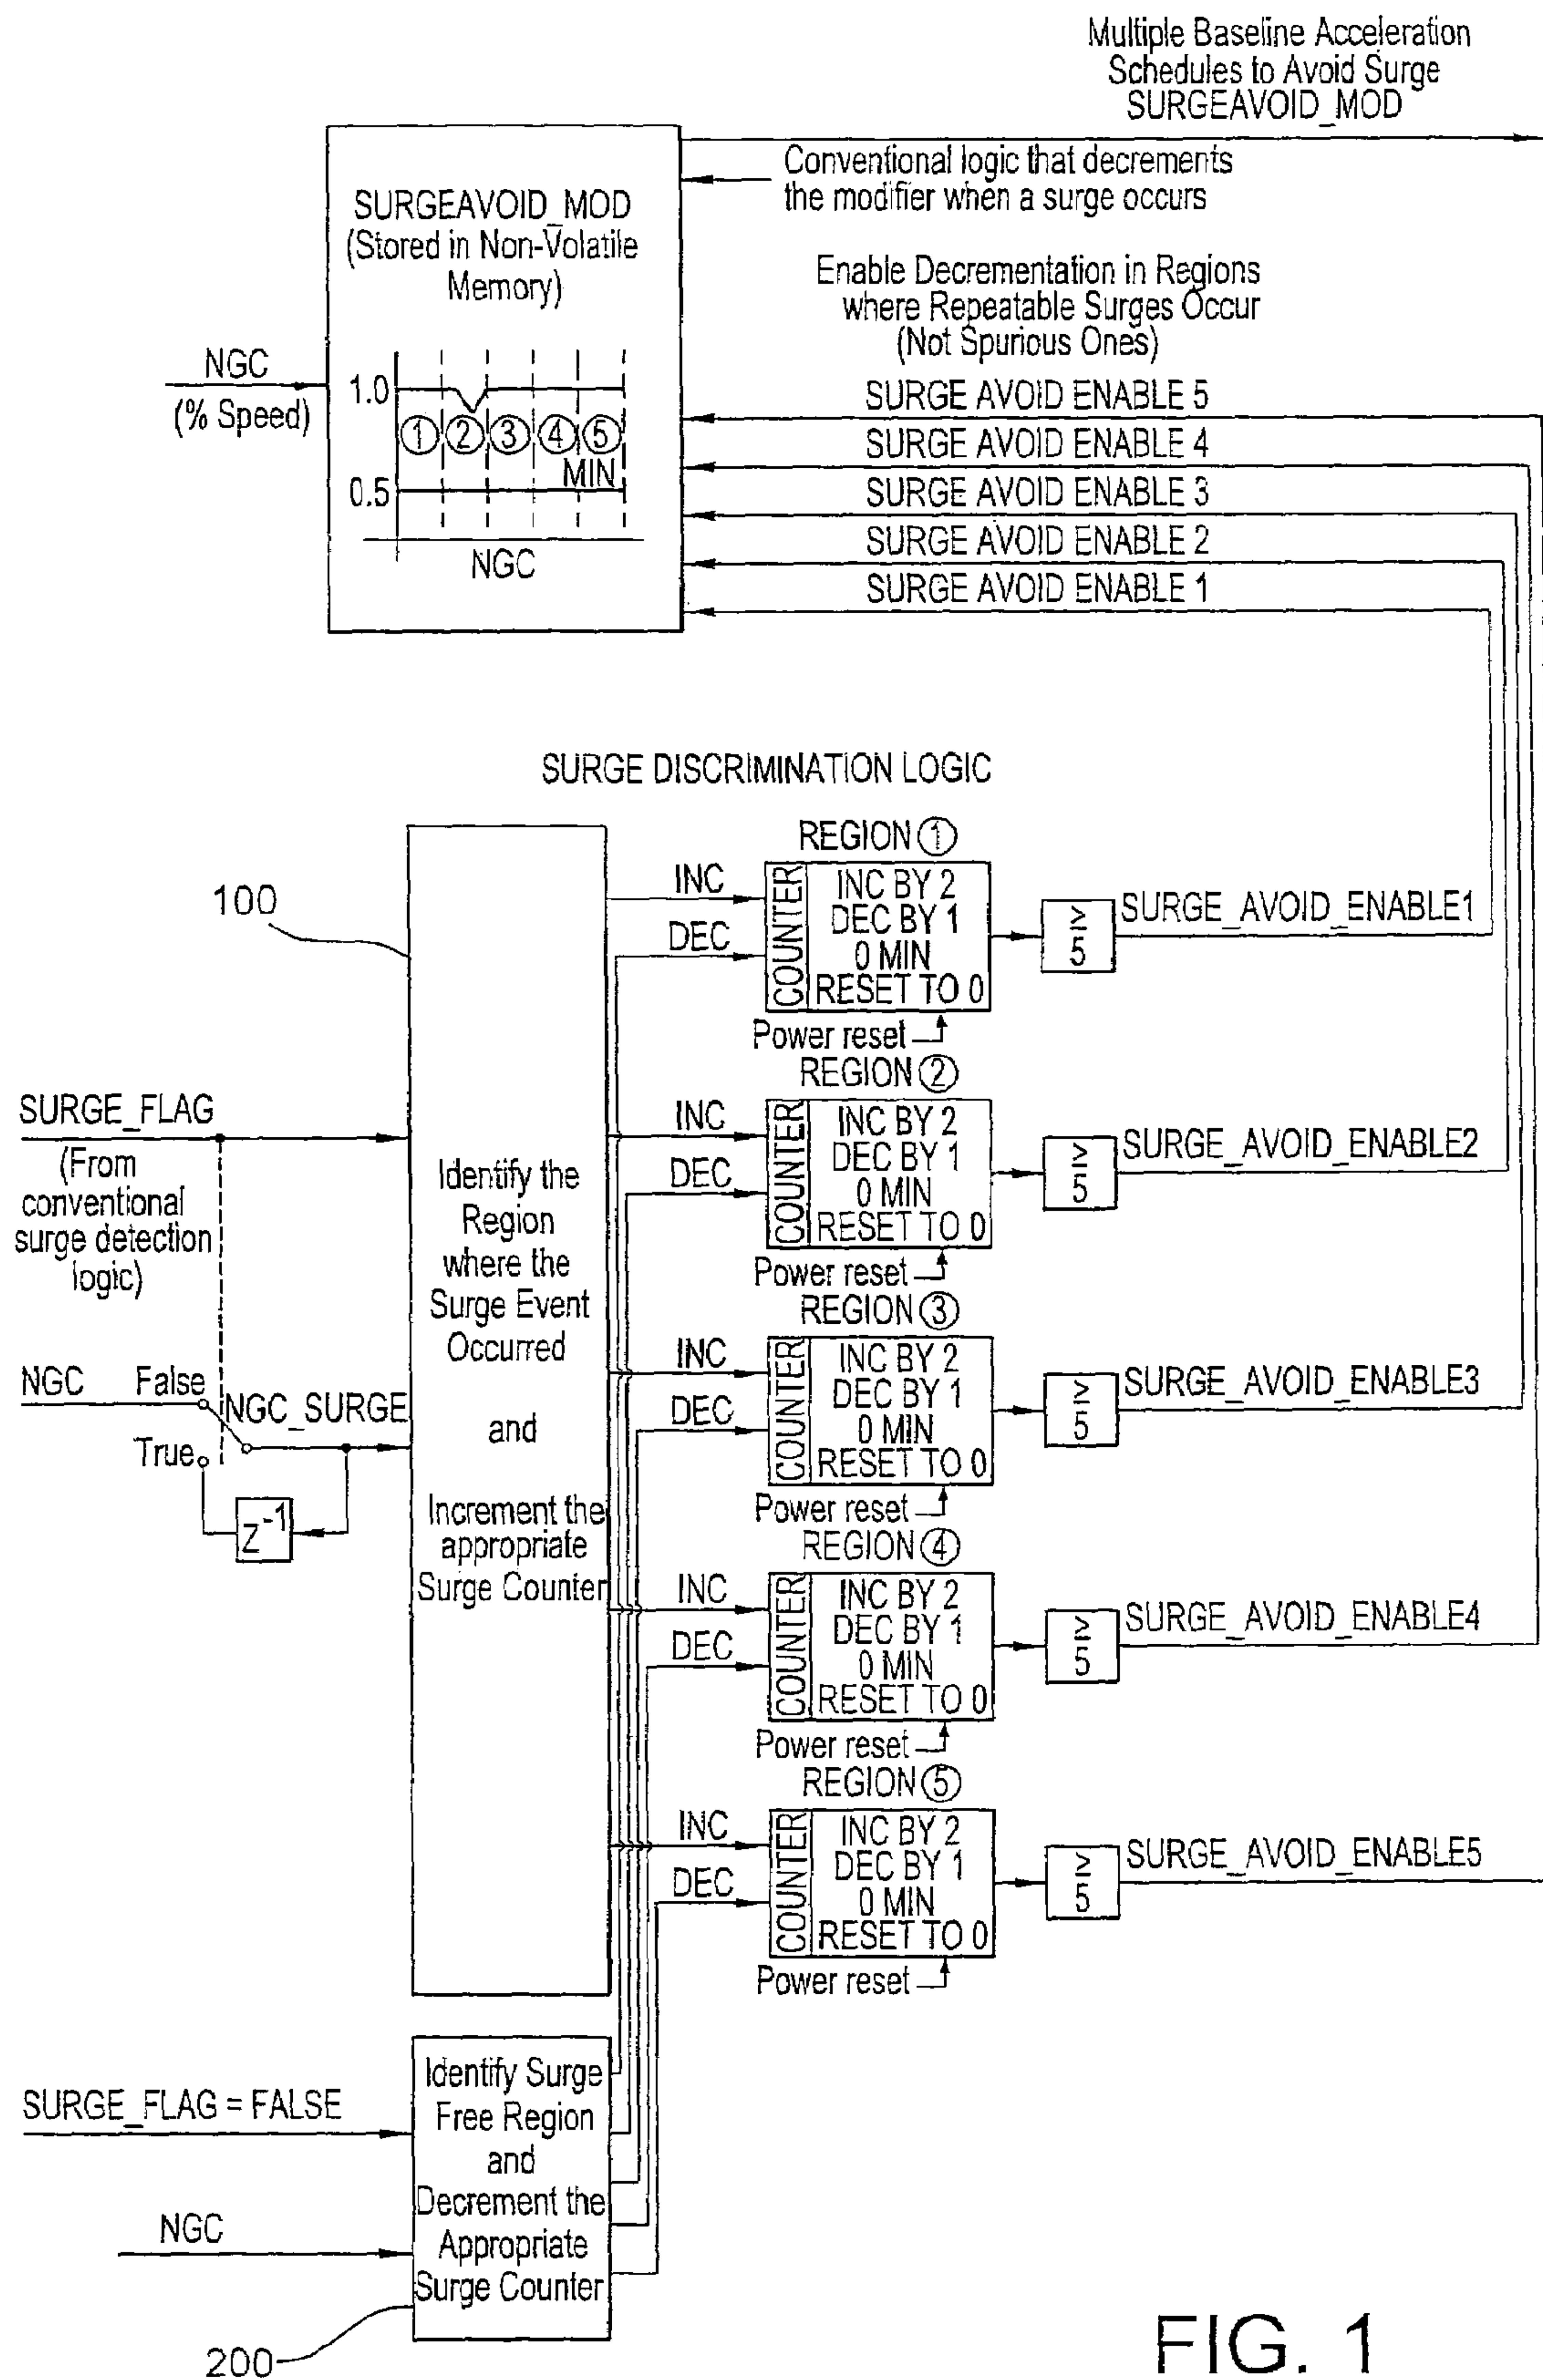 Multiple Baseline Acceleration
Schedules to Avoid Surge
SURGEAVOID_MOD
Conventional logic that decrements
the modifier when a surge occurs
SURGEAVOID_MOD
(Stored in Non-Volatile
Memory)
Enable Decrementation in Regions
where Repeatable Surges Occur
(Not Spurious Ones)
NGC
(% Speed)
1.0
1 2 3 4 5
MIN
0.5
NGC
SURGE AVOID ENABLE 5
SURGE AVOID ENABLE 4
SURGE AVOID ENABLE 3
SURGE AVOID ENABLE 2
SURGE AVOID ENABLE 1
SURGE DISCRIMINATION LOGIC
100
SURGE_FLAG
(From
conventional
surge detection
logic)
NGC
False
NGC_SURGE
True
Z-1
Identify the
Region
where the
Surge Event
Occurred
and
Increment the
appropriate
Surge Counter
REGION 1
INC
DEC
COUNTER
INC BY 2
DEC BY 1
0 MIN
RESET TO 0
Power reset
≥
5
SURGE_AVOID_ENABLE1
REGION 2
INC
DEC
COUNTER
INC BY 2
DEC BY 1
0 MIN
RESET TO 0
Power reset
≥
5
SURGE_AVOID_ENABLE2
REGION 3
INC
DEC
COUNTER
INC BY 2
DEC BY 1
0 MIN
RESET TO 0
Power reset
≥
5
SURGE_AVOID_ENABLE3
REGION 4
INC
DEC
COUNTER
INC BY 2
DEC BY 1
0 MIN
RESET TO 0
Power reset
≥
5
SURGE_AVOID_ENABLE4
REGION 5
INC
DEC
COUNTER
INC BY 2
DEC BY 1
0 MIN
RESET TO 0
Power reset
≥
5
SURGE_AVOID_ENABLE5
SURGE_FLAG = FALSE
NGC
Identify Surge
Free Region
and
Decrement the
Appropriate
Surge Counter
200
FIG. 1